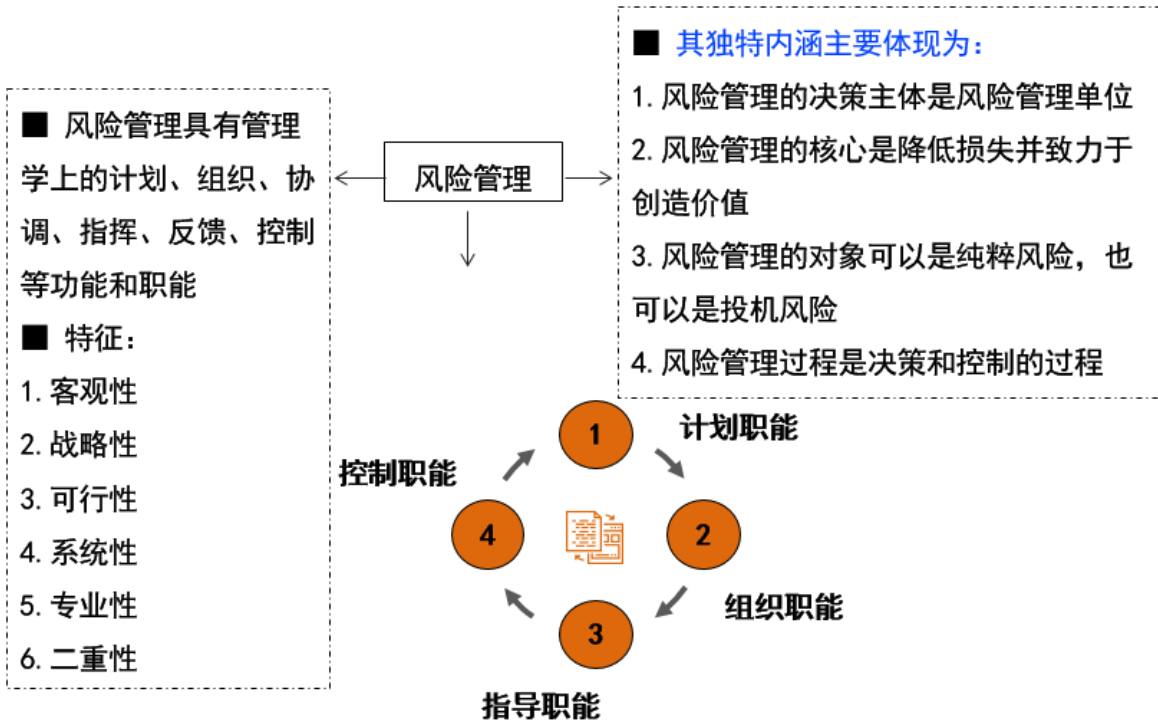 ■ 风险管理具有管理
学上的计划、组织、协
调、指挥、反馈、控制
等功能和职能
■ 特征：
1.客观性
2.战略性
3.可行性
4.系统性
5.专业性
6.二重性
风险管理
■ 其独特内涵主要体现为：
1.风险管理的决策主体是风险管理单位
2.风险管理的核心是降低损失并致力于
创造价值
3.风险管理的对象可以是纯粹风险，也
可以是投机风险
4.风险管理过程是决策和控制的过程
1
计划职能
2
组织职能
3
指导职能
4
控制职能